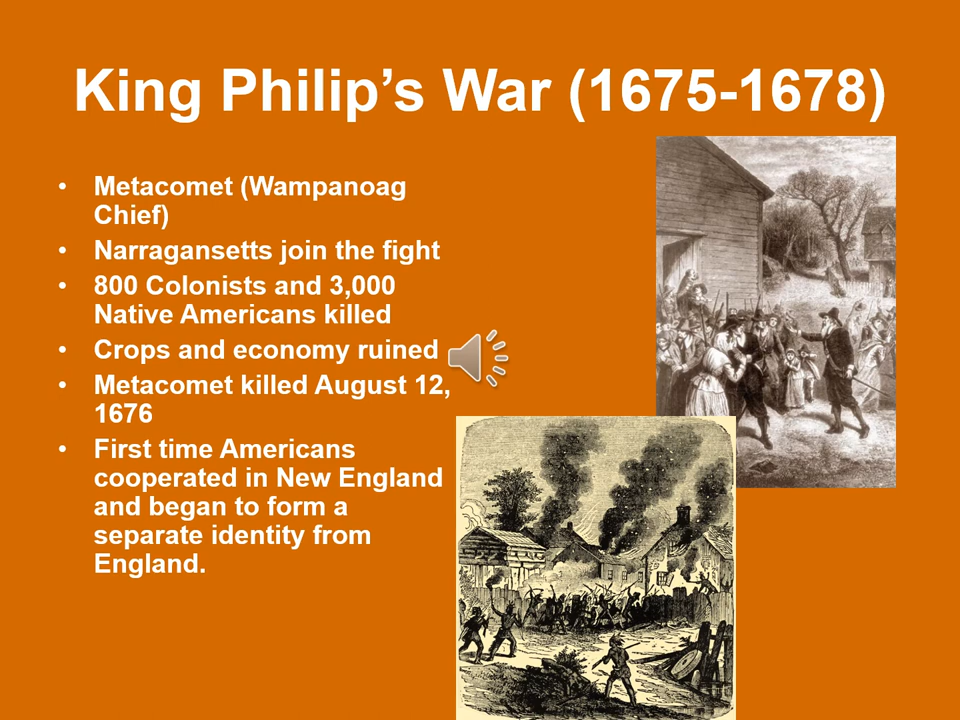 King Philip’s War (1675-1678)
• Metacomet (Wampanoag
Chief)
• Narragansetts join the fight
• 800 Colonists and 3,000
Native Americans killed
• Crops and economy ruined
• Metacomet killed August 12,
1676
• First time Americans
cooperated in New England
and began to form a
separate identity from
England.